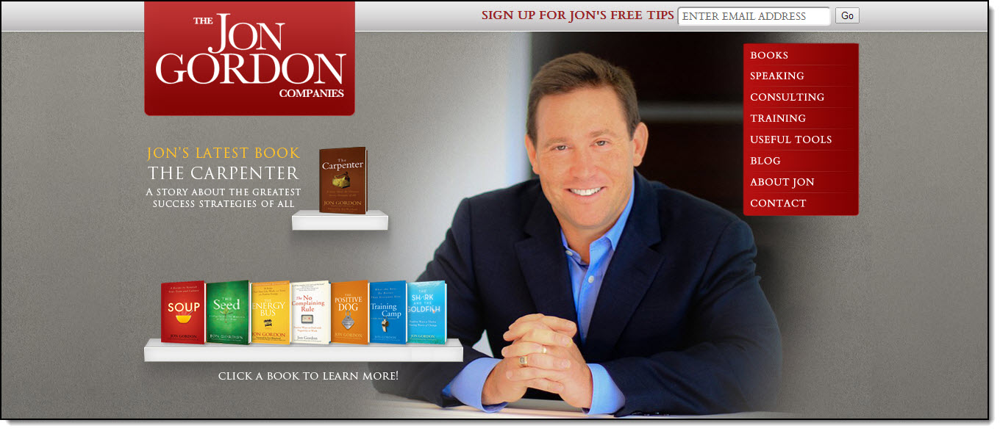 THE
JON
GORDON
COMPANIES
SIGN UP FOR JON'S FREE TIPS ENTER EMAIL ADDRESS Go
BOOKS
SPEAKING
CONSULTING
TRAINING
USEFUL TOOLS
BLOG
ABOUT JON
CONTACT
JON'S LATEST BOOK
THE CARPENTER
A STORY ABOUT THE GREATEST
SUCCESS STRATEGIES OF ALL
The
Carpenter
JON GORDON
SOUP
JON GORDON
THE
Seed
JON GORDON
THE
ENERGY
BUS
JON GORDON
The
No
Complaining
Rule
Jon Gordon
THE
POSITIVE
DOG
JON GORDON
Training
Camp
JON GORDON
THE
SHARK
AND THE
GOLDFISH
JON GORDON
CLICK A BOOK TO LEARN MORE!